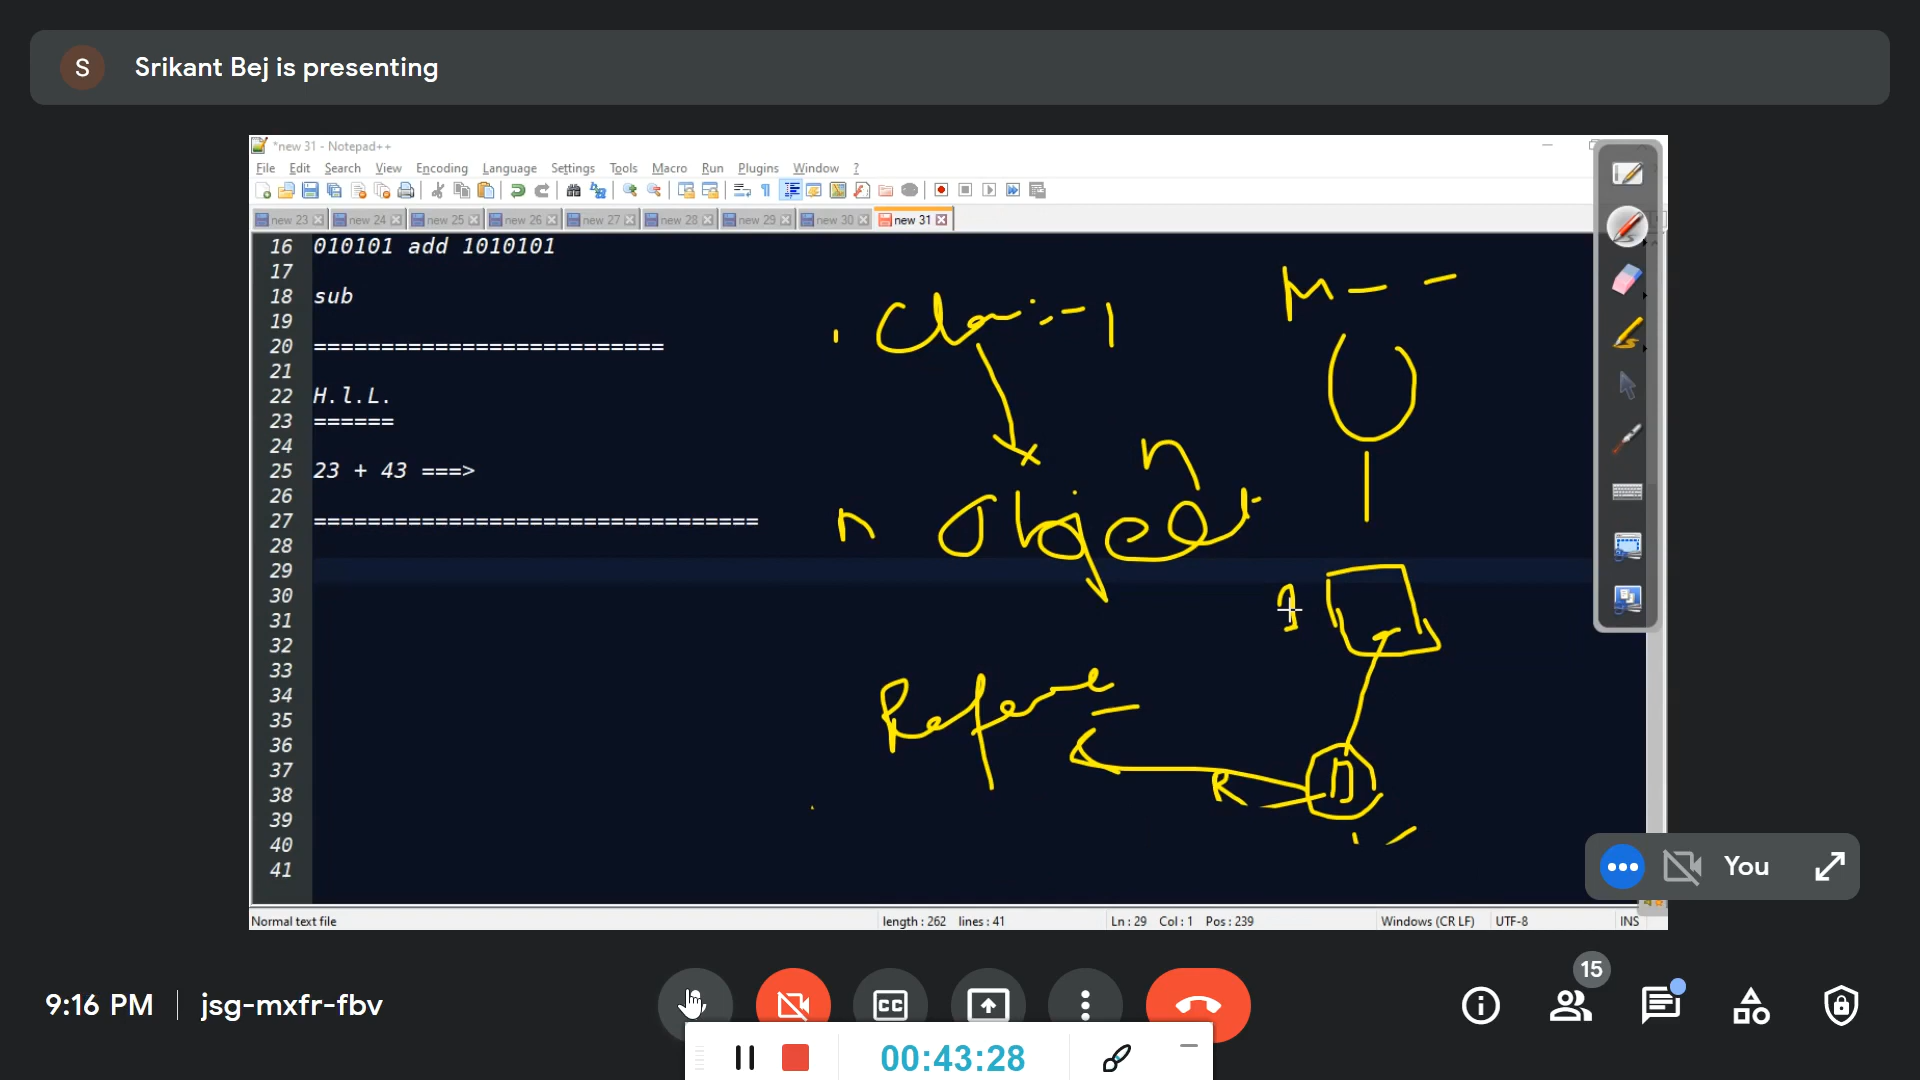 S Srikant Bej is presenting
*new 31 - Notepad++
File Edit Search View Encoding Language Settings Tools Macro Run Plugins Window ?
new 23 new 24 new 25 new 26 new 27 new 28 new 29 new 30 new 31
16 010101 add 1010101
17
18 sub
19
20 ==========================
21
22 H.l.L.
23 ======
24
25 23 + 43 ===>
26
27 =================================
28
29
30
31
32
33
34
35
36
37
38
39
40
41
M - -
n
n Object
R
D
Normal text file length : 262 lines : 41 Ln : 29 Col : 1 Pos : 239 Windows (CR LF) UTF-8 INS
You
9:16 PM jsg-mxfr-fbv
CC
15
00:43:28